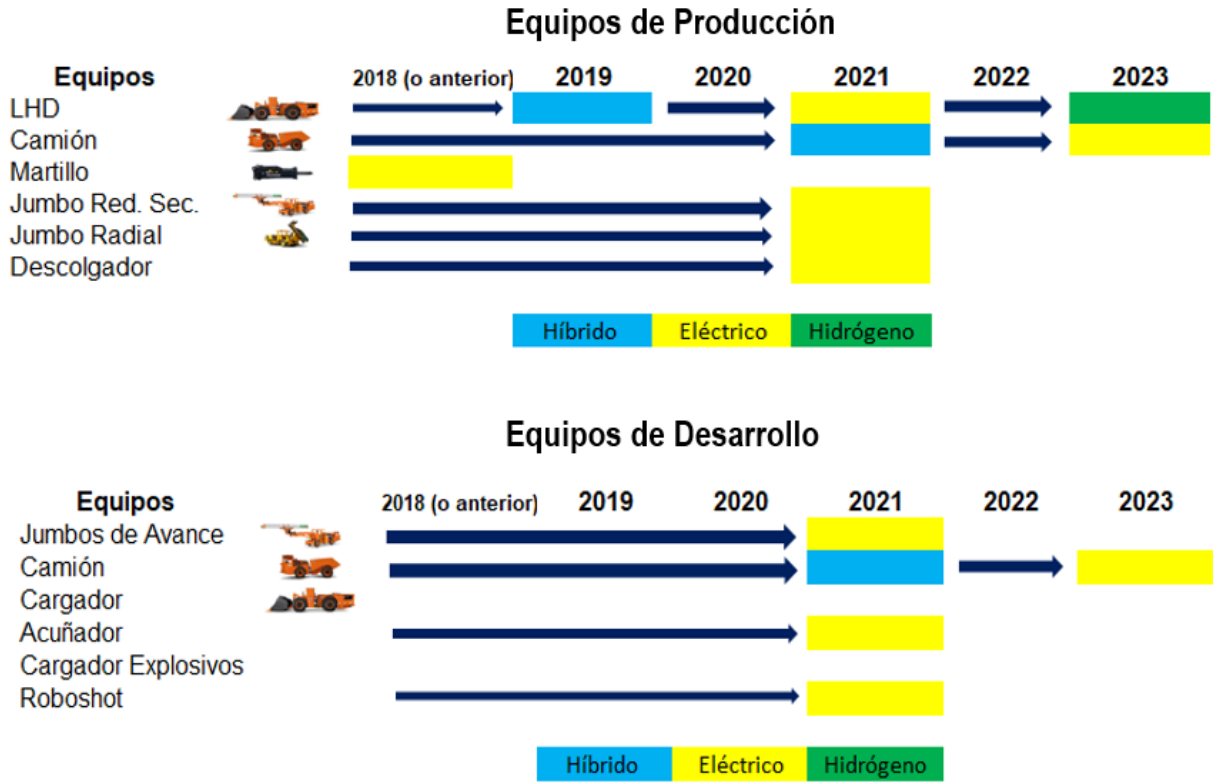 Equipos de Producción
Equipos 2018 (o anterior) 2019 2020 2021 2022 2023
LHD
Camión
Martillo
Jumbo Red. Sec.
Jumbo Radial
Descolgador
Híbrido Eléctrico Hidrógeno
Equipos de Desarrollo
Equipos 2018 (o anterior) 2019 2020 2021 2022 2023
Jumbos de Avance
Camión
Cargador
Acuñador
Cargador Explosivos
Roboshot
Híbrido Eléctrico Hidrógeno